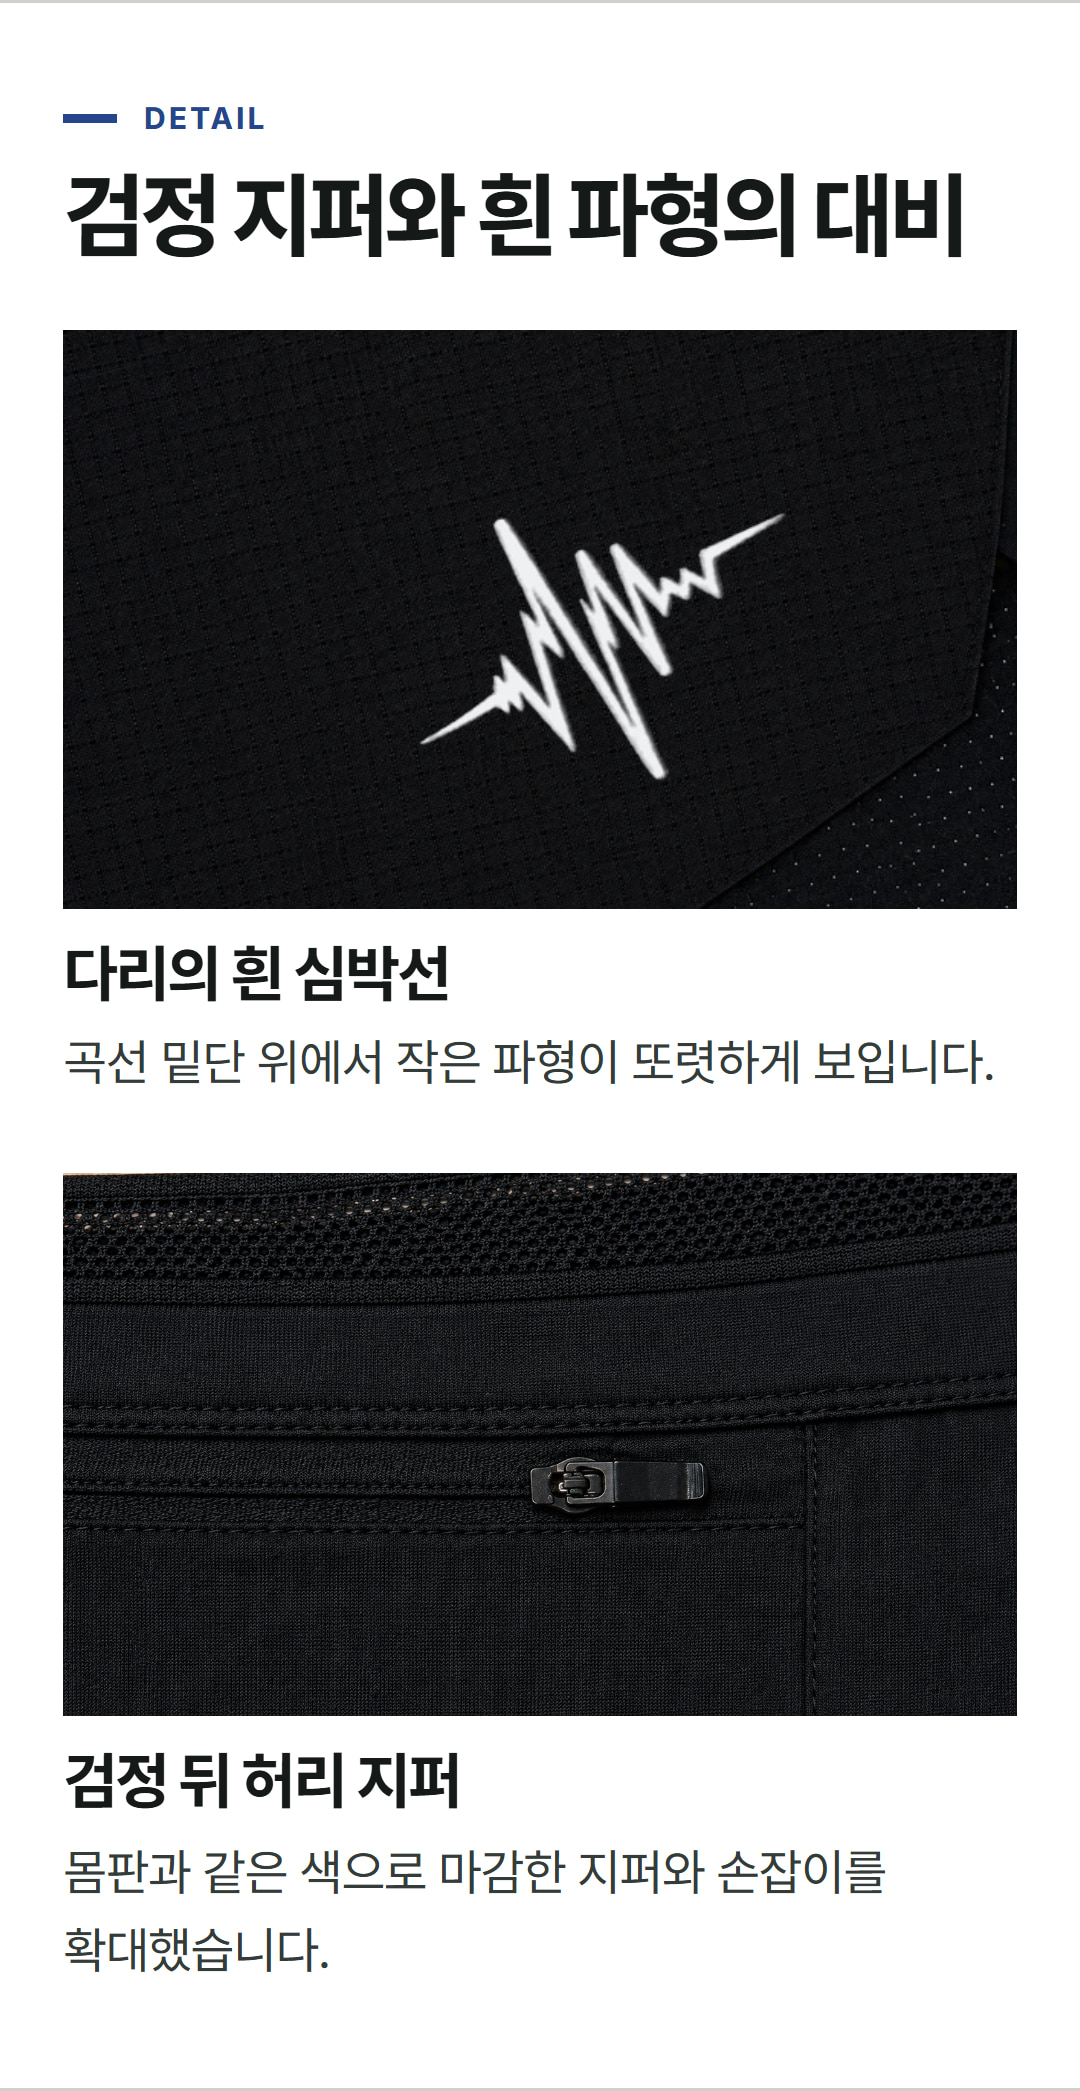 DETAIL
검정 지퍼와 흰 파형의 대비
다리의 흰 심박선
곡선 밑단 위에서 작은 파형이 또렷하게 보입니다.
검정 뒤 허리 지퍼
몸판과 같은 색으로 마감한 지퍼와 손잡이를
확대했습니다.